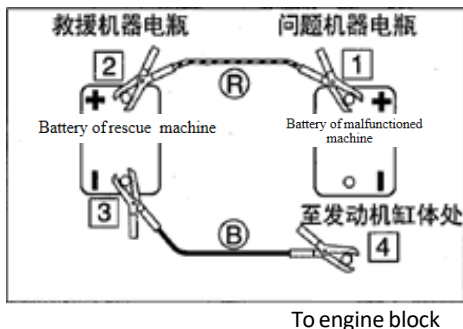 救援机器电瓶 问题机器电瓶
2 1
R
+ +
Battery of rescue machine Battery of malfunctioned
machine
3
至发动机缸体处
B 4
To engine block